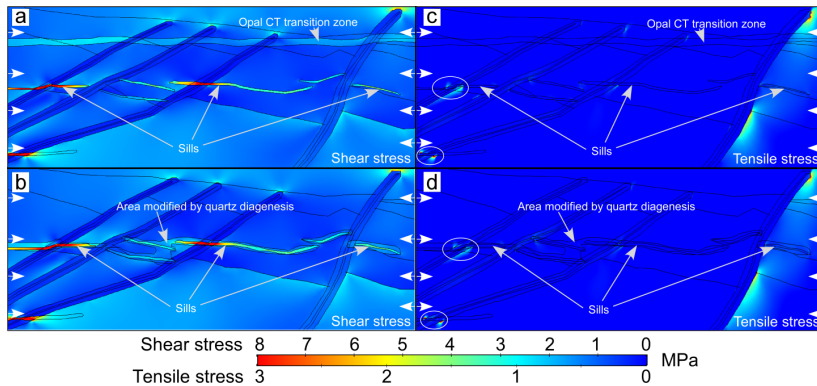 a
Opal CT transition zone
Sills
Shear stress
c
Opal CT transition zone
Sills
Tensile stress
b
Area modified by quartz diagenesis
Sills
Shear stress
d
Area modified by quartz diagenesis
Sills
Tensile stress
Shear stress 8 7 6 5 4 3 2 1 0 MPa
Tensile stress 3 2 1 0